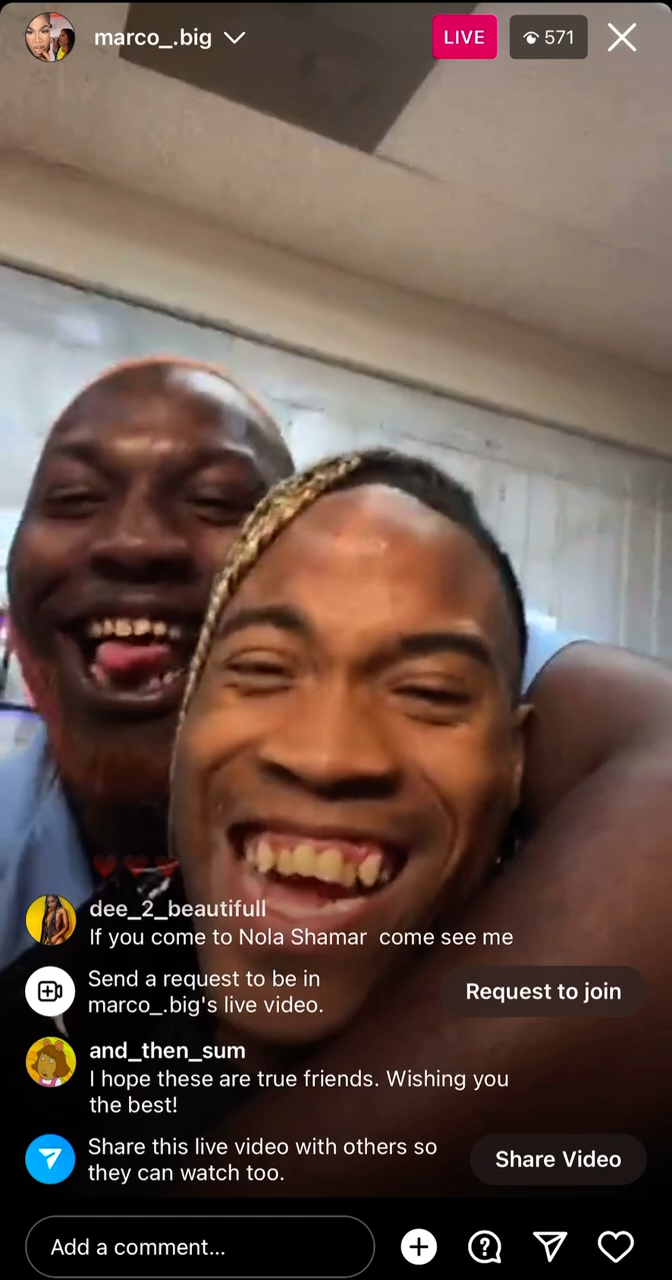 marco_.big
LIVE
571
dee_2_beautifull
If you come to Nola Shamar come see me
Send a request to be in
marco_.big's live video.
Request to join
and_then_sum
I hope these are true friends. Wishing you
the best!
Share this live video with others so
they can watch too.
Share Video
Add a comment...